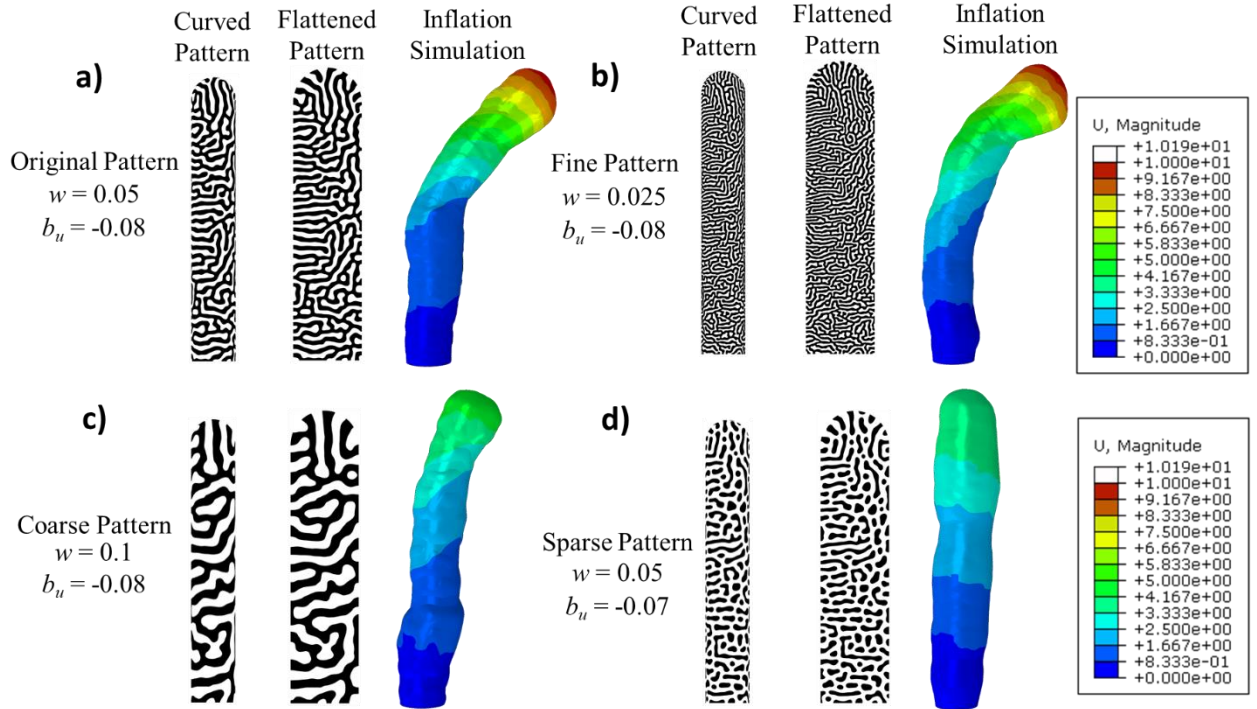 Curved
Pattern
Flattened
Pattern
Inflation
Simulation
a)
Original Pattern
w = 0.05
b_u = -0.08
Curved
Pattern
Flattened
Pattern
Inflation
Simulation
b)
Fine Pattern
w = 0.025
b_u = -0.08
U, Magnitude
+1.019e+01
+1.000e+01
+9.167e+00
+8.333e+00
+7.500e+00
+6.667e+00
+5.833e+00
+5.000e+00
+4.167e+00
+3.333e+00
+2.500e+00
+1.667e+00
+8.333e-01
+0.000e+00
c)
Coarse Pattern
w = 0.1
b_u = -0.08
d)
Sparse Pattern
w = 0.05
b_u = -0.07
U, Magnitude
+1.019e+01
+1.000e+01
+9.167e+00
+8.333e+00
+7.500e+00
+6.667e+00
+5.833e+00
+5.000e+00
+4.167e+00
+3.333e+00
+2.500e+00
+1.667e+00
+8.333e-01
+0.000e+00